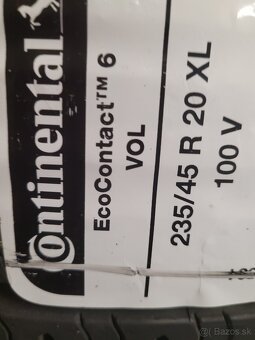 Continental
EcoContact™ 6
VOL
235/45 R 20 XL
100 V
© Bazos.sk